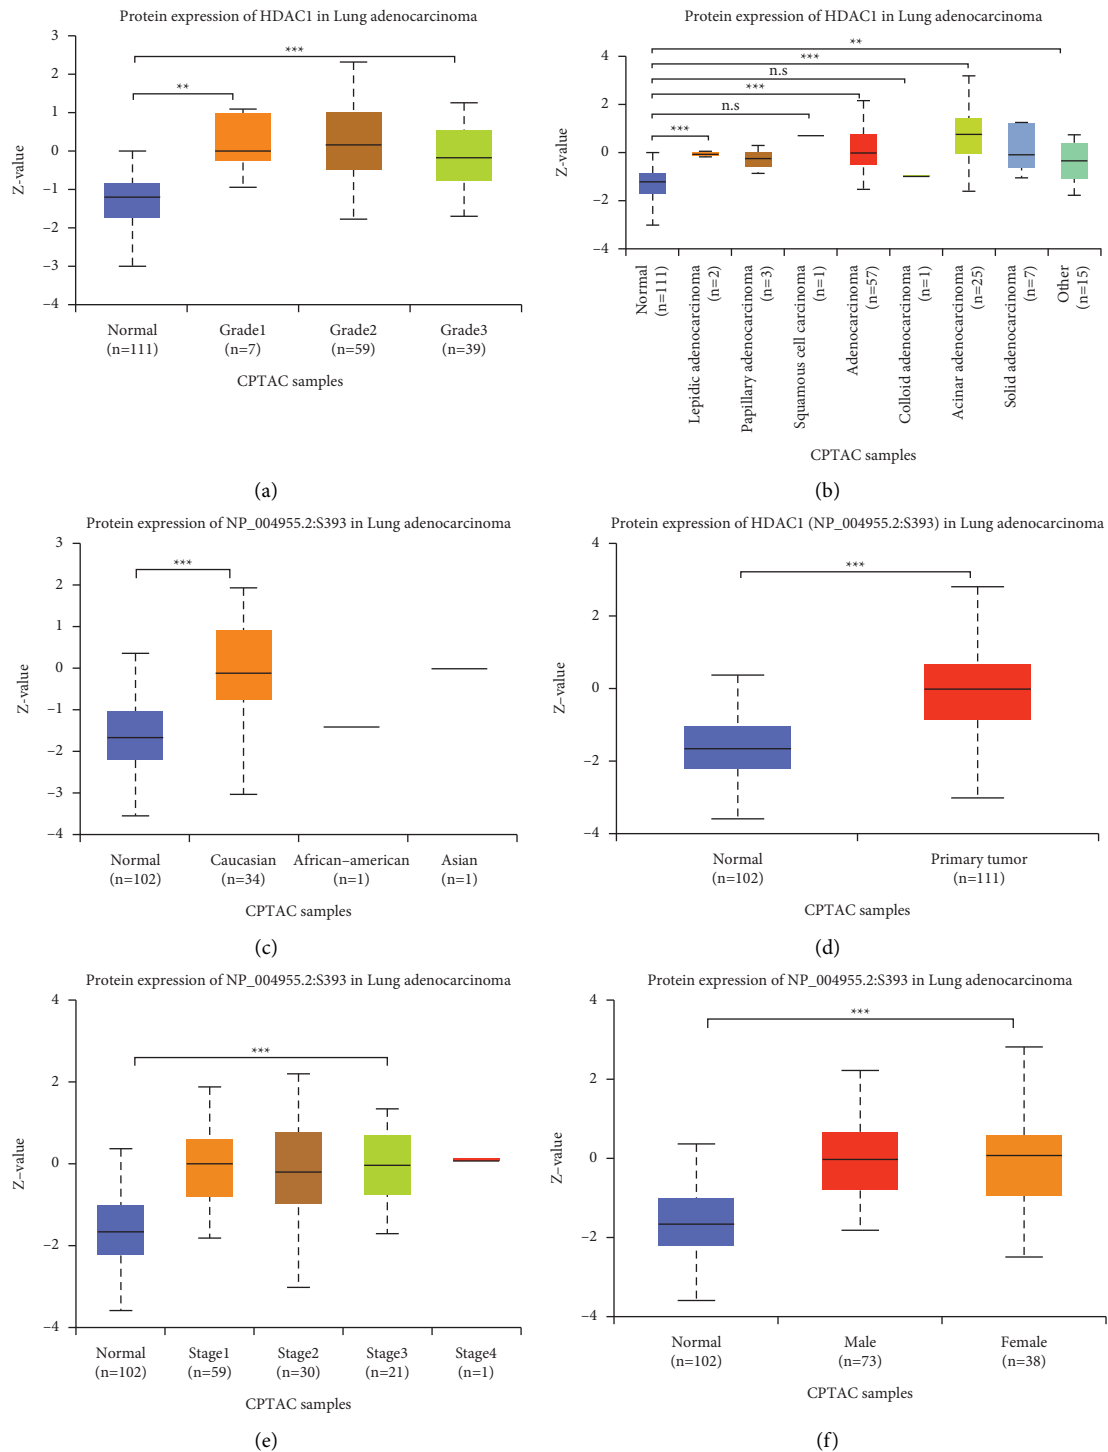 Protein expression of HDAC1 in Lung adenocarcinoma
3
2
1
0
−1
−2
−3
−4
Z-value
**
***
Normal
(n=111)
Grade1
(n=7)
Grade2
(n=59)
Grade3
(n=39)
CPTAC samples
(a)
Protein expression of HDAC1 in Lung adenocarcinoma
4
2
0
−2
−4
Z-value
**
***
n.s
***
n.s
***
Normal
(n=111)
Lepidic adenocarcinoma
(n=2)
Papillary adenocarcinoma
(n=3)
Squamous cell carcinoma
(n=1)
Adenocarcinoma
(n=57)
Colloid adenocarcinoma
(n=1)
Acinar adenocarcinoma
(n=25)
Solid adenocarcinoma
(n=7)
Other
(n=15)
CPTAC samples
(b)
Protein expression of NP_004955.2:S393 in Lung adenocarcinoma
3
2
1
0
−1
−2
−3
−4
Z-value
***
Normal
(n=102)
Caucasian
(n=34)
African–american
(n=1)
Asian
(n=1)
CPTAC samples
(c)
Protein expression of HDAC1 (NP_004955.2:S393) in Lung adenocarcinoma
4
2
0
−2
−4
Z–value
***
Normal
(n=102)
Primary tumor
(n=111)
CPTAC samples
(d)
Protein expression of NP_004955.2:S393 in Lung adenocarcinoma
4
2
0
−2
−4
Z–value
***
Normal
(n=102)
Stage1
(n=59)
Stage2
(n=30)
Stage3
(n=21)
Stage4
(n=1)
CPTAC samples
(e)
Protein expression of NP_004955.2:S393 in Lung adenocarcinoma
4
2
0
−2
−4
Z–value
***
Normal
(n=102)
Male
(n=73)
Female
(n=38)
CPTAC samples
(f)